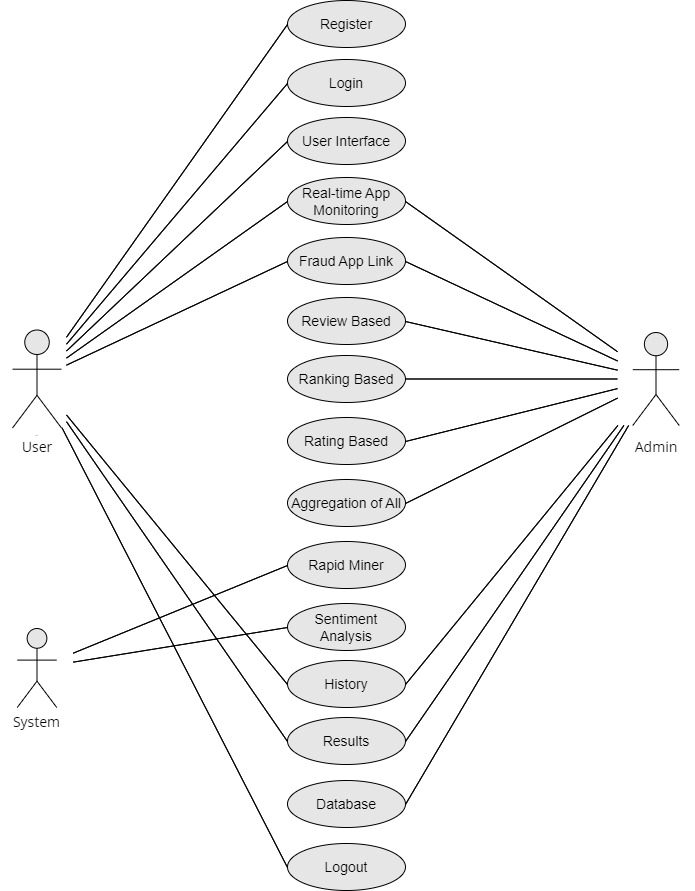 Register
Login
User Interface
Real-time App
Monitoring
Fraud App Link
Review Based
Ranking Based
Rating Based
User
Admin
Aggregation of All
Rapid Miner
Sentiment
Analysis
History
System
Results
Database
Logout